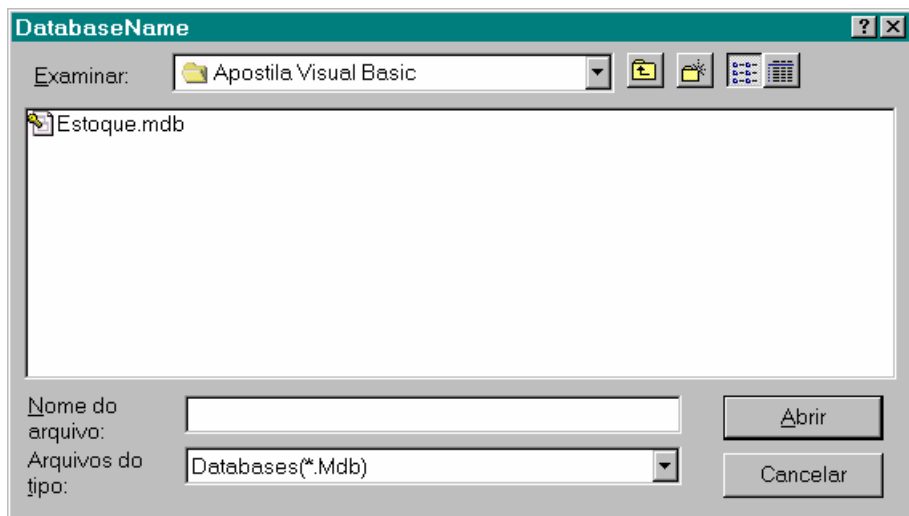 DatabaseName
Examinar:
Apostila Visual Basic
Estoque.mdb
Nome do
arquivo:
Abrir
Arquivos do
tipo:
Databases(*.Mdb)
Cancelar